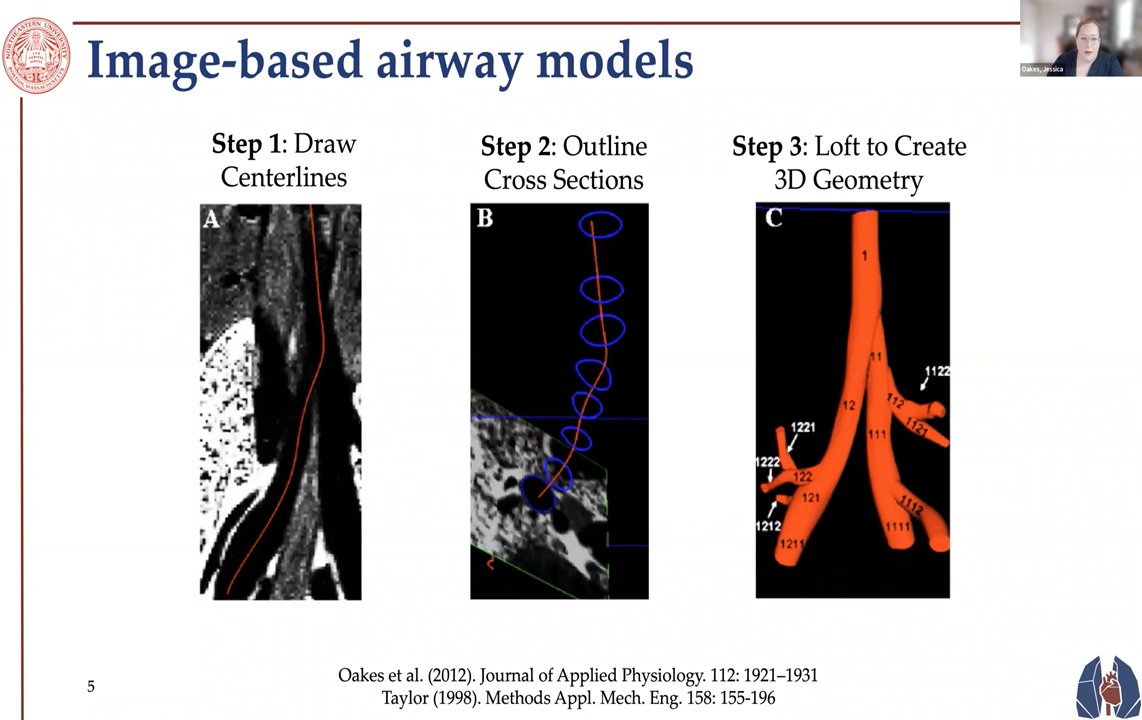 NORTHEASTERN UNIVERSITY
Image-based airway models
Oakes, Jessica
Step 1: Draw
Centerlines
Step 2: Outline
Cross Sections
Step 3: Loft to Create
3D Geometry
A
B
C
1
11
1122
12
112
1121
1221
111
1222
122
121
1112
1212
1111
1211
Oakes et al. (2012). Journal of Applied Physiology. 112: 1921–1931
Taylor (1998). Methods Appl. Mech. Eng. 158: 155-196
5